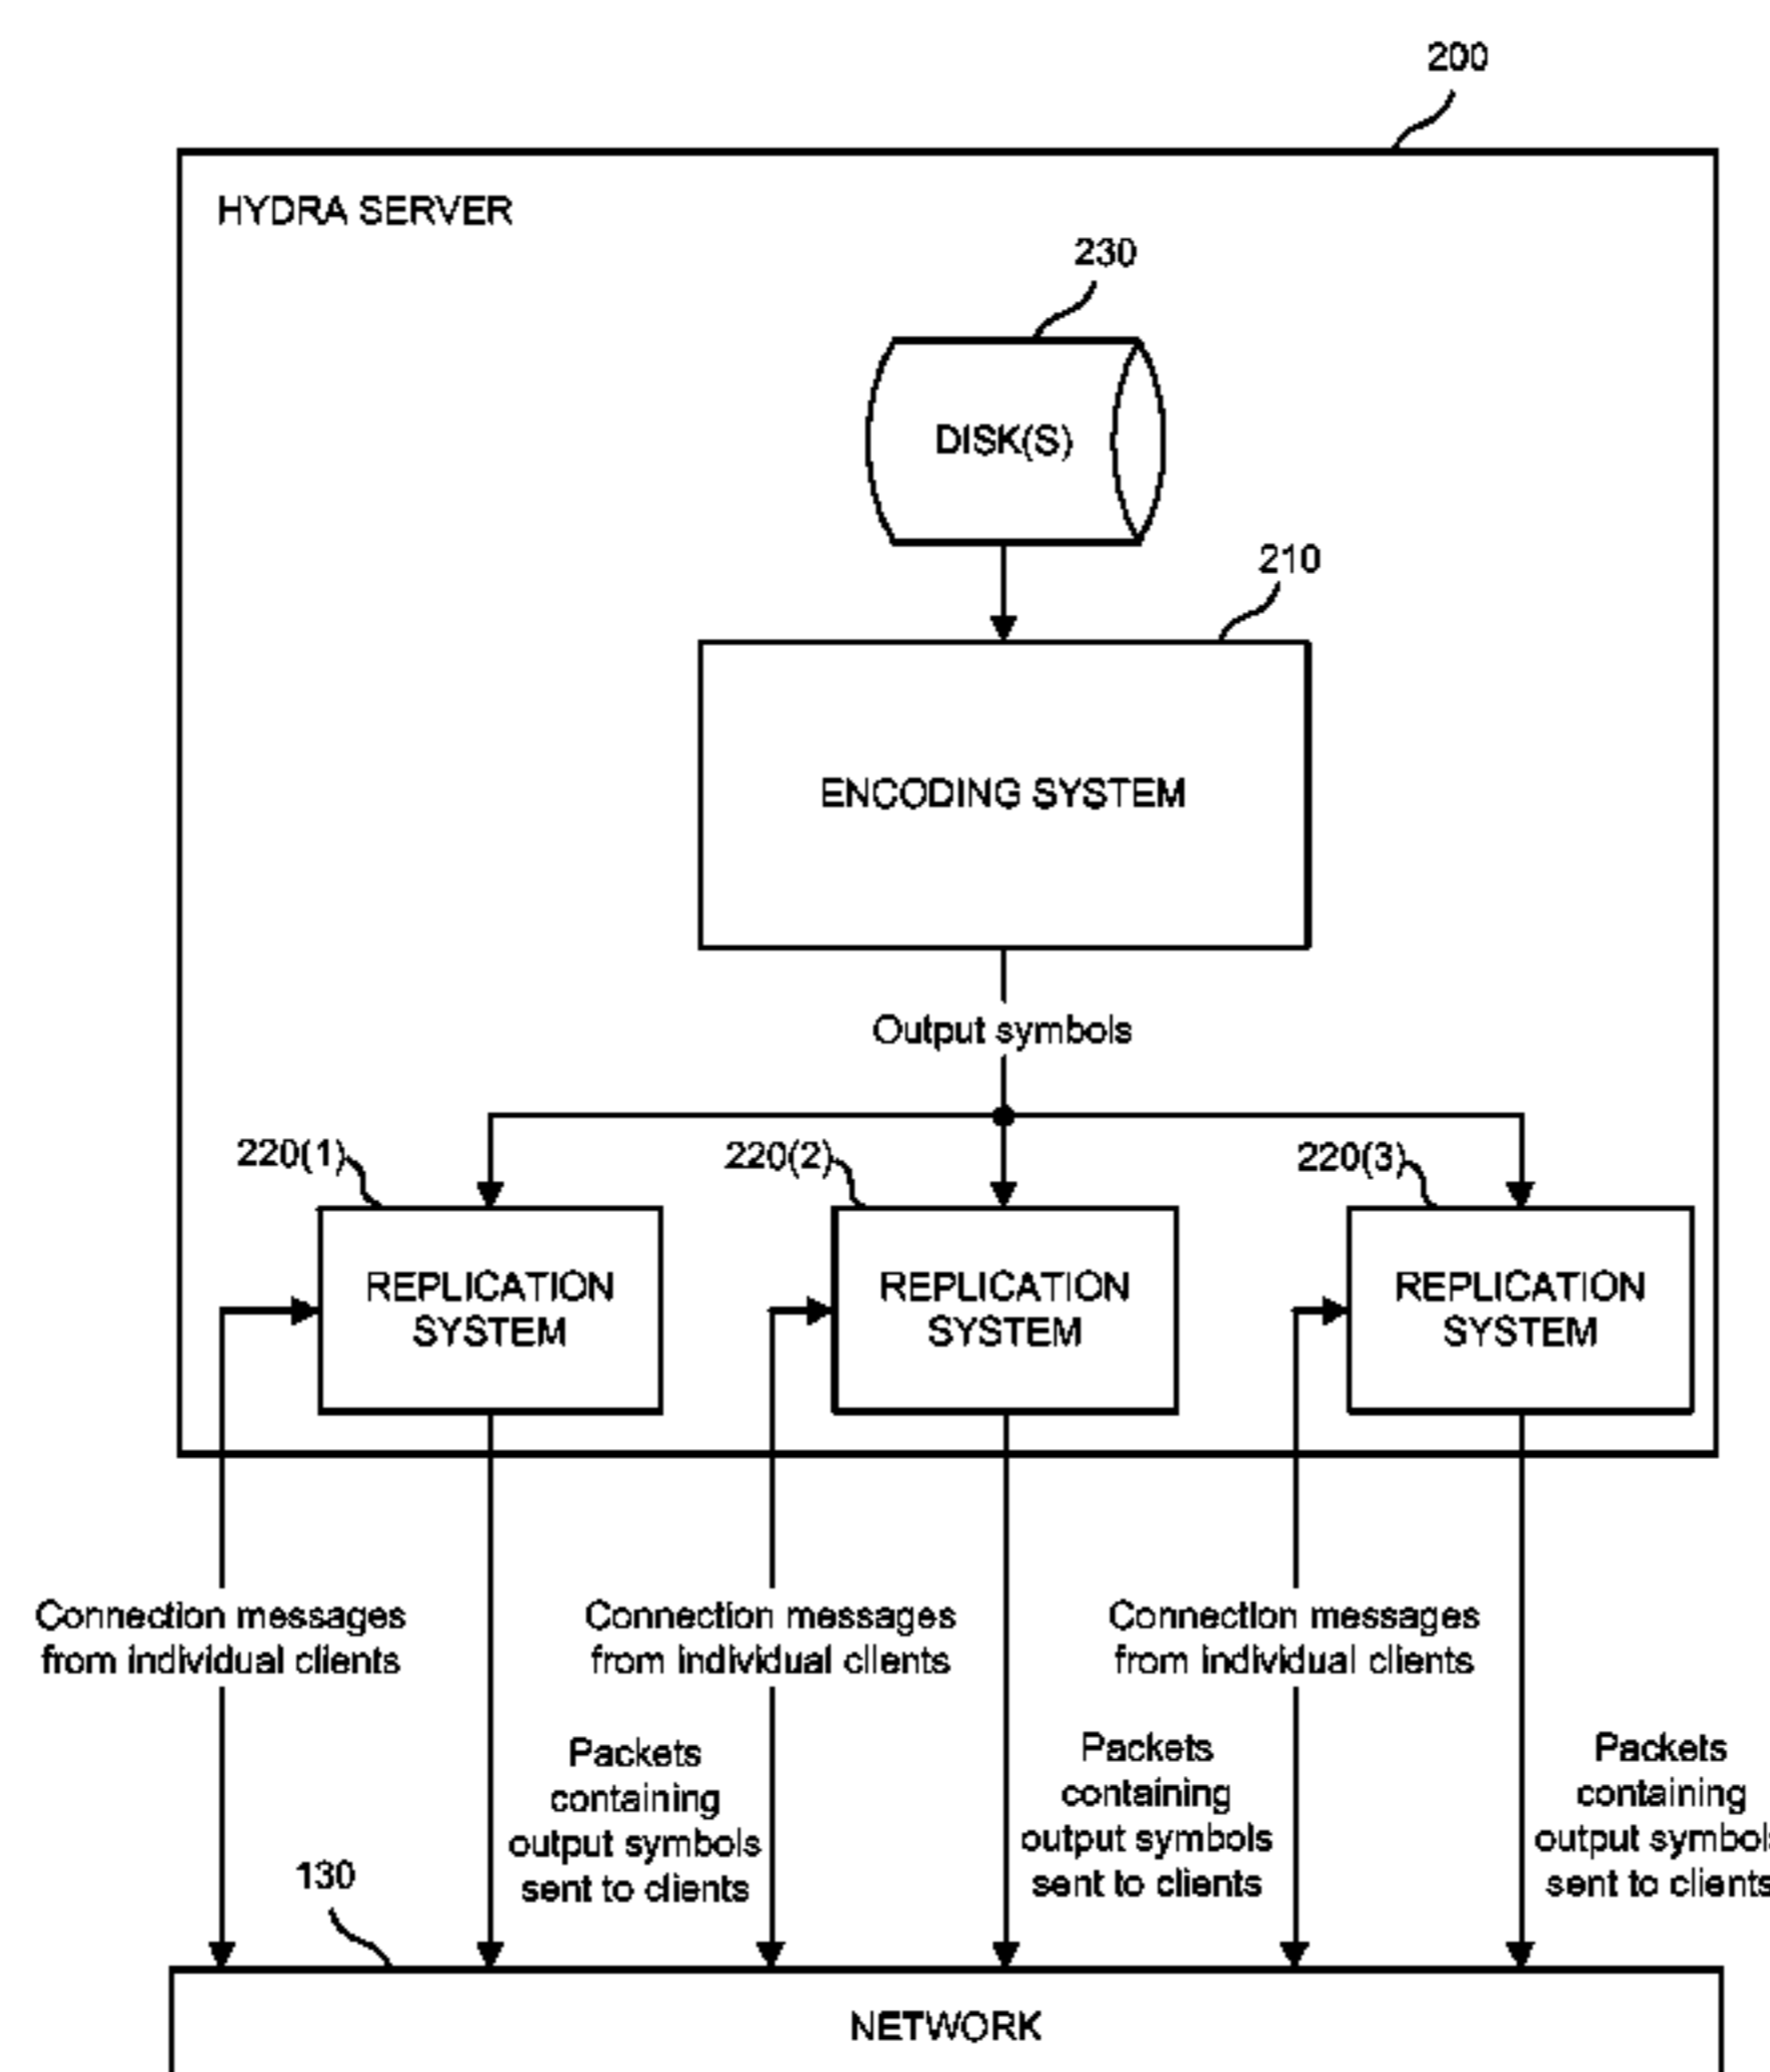 200
HYDRA SERVER
230
DISK(S)
210
ENCODING SYSTEM
Output symbols
220(1)
220(2)
220(3)
REPLICATION
SYSTEM
REPLICATION
SYSTEM
REPLICATION
SYSTEM
Connection messages
from individual clients
Connection messages
from individual clients
Connection messages
from individual clients
Packets
containing
output symbols
sent to clients
Packets
containing
output symbols
sent to clients
Packets
containing
output symbols
sent to clients
130
NETWORK